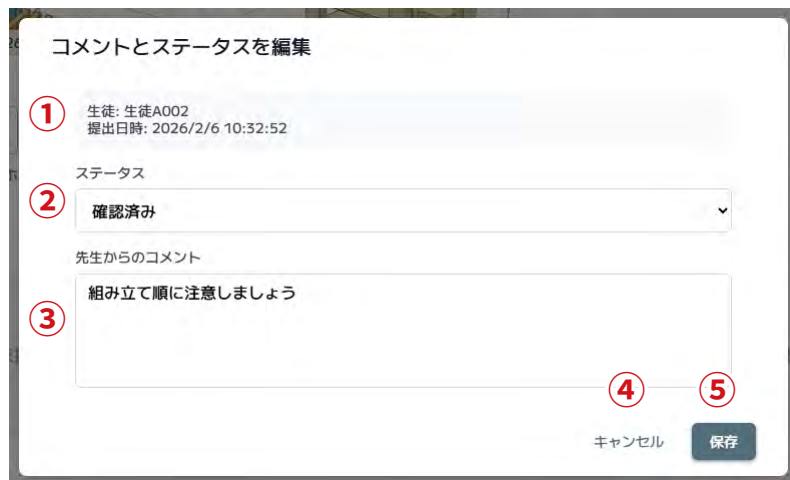 コメントとステータスを編集
① 生徒: 生徒A002
提出日時: 2026/2/6 10:32:52
ステータス
② 確認済み
先生からのコメント
組み立て順に注意しましょう
③
④ ⑤
キャンセル 保存